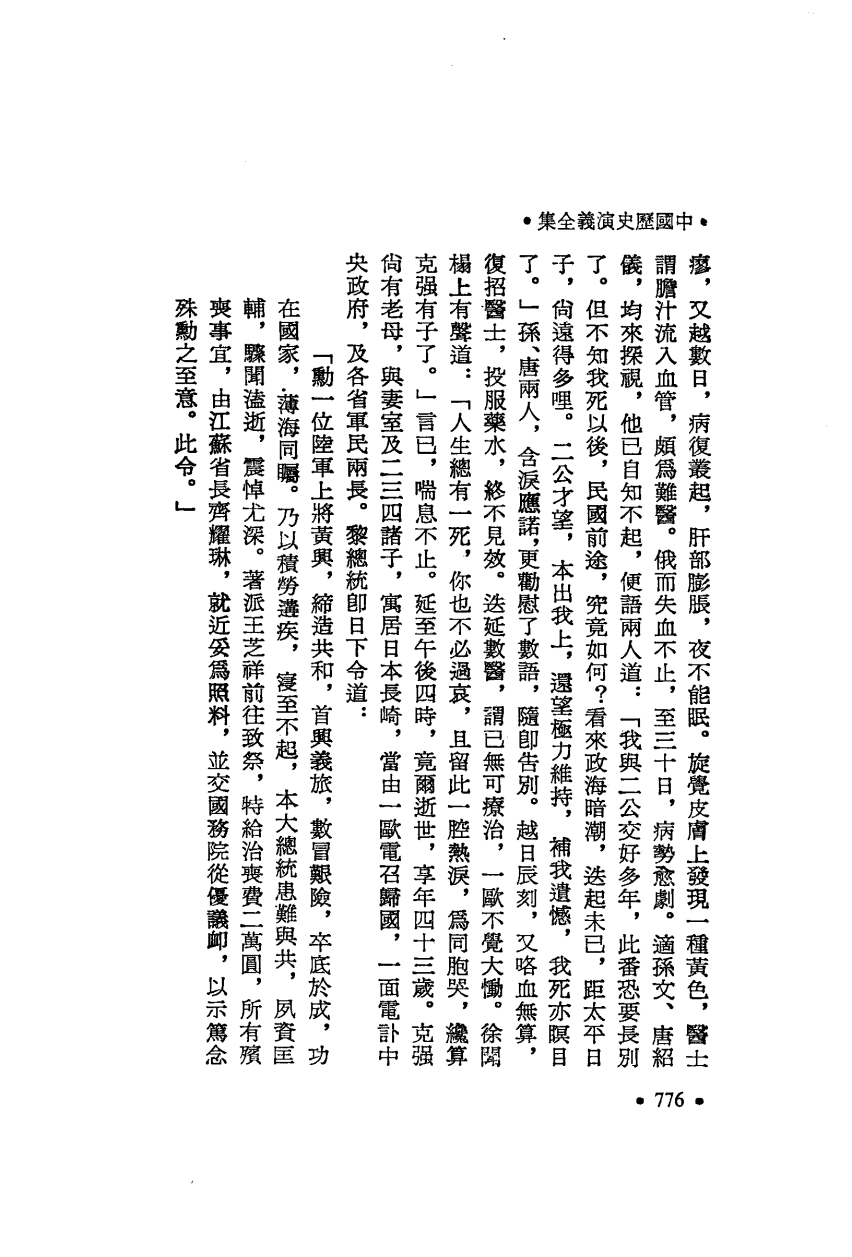 •中國歷史演義全集•
瘳，又越數日，病復叢起，肝部膨脹，夜不能眠。旋覺皮膚上發現一種黃色，醫士
謂膽汁流入血管，頗爲難醫。俄而失血不止，至三十日，病勢愈劇。適孫文、唐紹
儀，均來探視，他已自知不起，便語兩人道：「我與二公交好多年，此番恐要長別
了。但不知我死以後，民國前途，究竟如何？看來政海暗潮，迭起未已，距太平日
子，尙遠得多哩。二公才望，本出我上，還望極力維持，補我遺憾，我死亦瞑目
了。」孫、唐兩人，含淚應諾，更勸慰了數語，隨卽告別。越日辰刻，又咯血無算，
復招醫士，投服藥水，終不見效。迭延數醫，謂已無可療治，一歐不覺大慟。徐聞
榻上有聲道：「人生總有一死，你也不必過哀，且留此一腔熱淚，爲同胞哭，纔算
克强有子了。」言已，喘息不止。延至午後四時，竟爾逝世，享年四十三歲。克强
尙有老母，與妻室及二三四諸子，寓居日本長崎，當由一歐電召歸國，一面電訃中
央政府，及各省軍民兩長。黎總統卽日下令道：
「勳一位陸軍上將黃興，締造共和，首興義旅，數冒艱險，卒底於成，功
在國家，薄海同矚。乃以積勞遘疾，寖至不起，本大總統患難與共，夙資匡
輔，驟聞溘逝，震悼尤深。著派王芝祥前往致祭，特給治喪費二萬圓，所有殯
喪事宜，由江蘇省長齊耀琳，就近妥爲照料，並交國務院從優議卹，以示篤念
殊勳之至意。此令。」
•776•